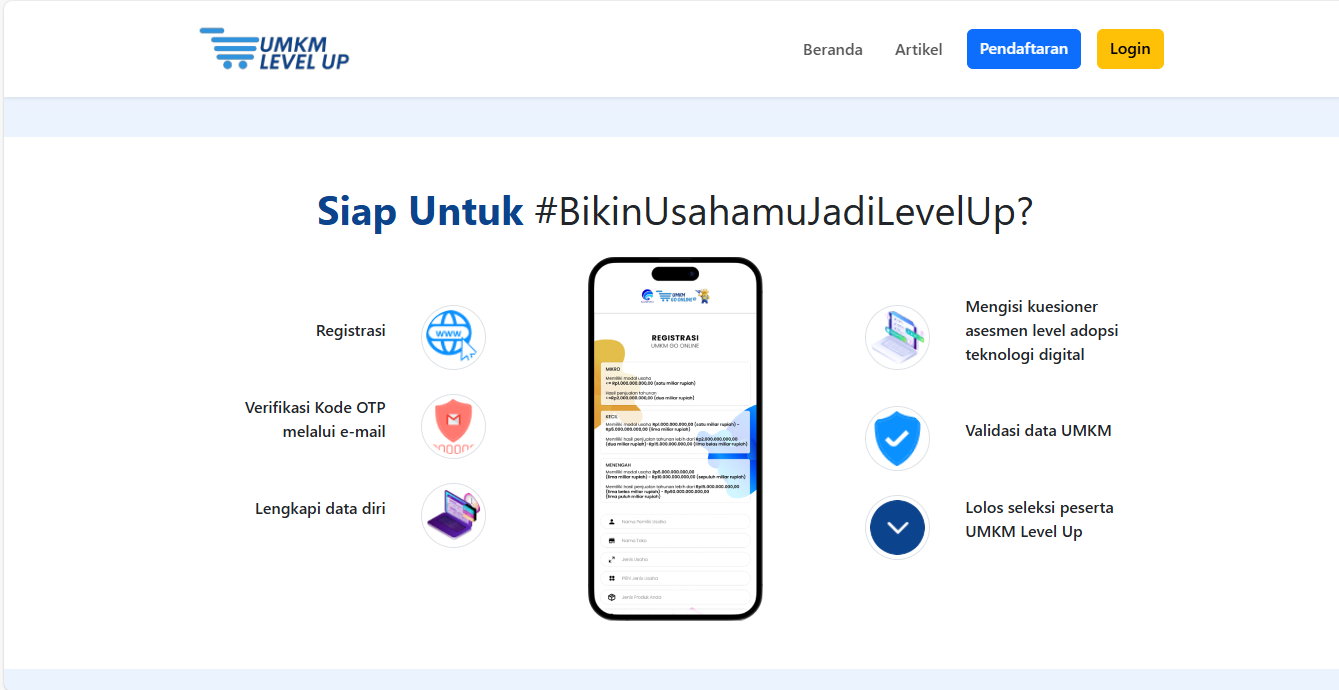 UMKM
LEVEL UP
Beranda
Artikel
Pendaftaran
Login
Siap Untuk #BikinUsahamuJadiLevelUp?
Registrasi
WWW
Verifikasi Kode OTP
melalui e-mail
Lengkapi data diri
UMKM
GO ONLINE
REGISTRASI
UMKM GO ONLINE
MIKRO
Memiliki modal usaha
<= Rp1.000.000.000,00 (satu miliar rupiah)
Hasil penjualan tahunan
<=Rp2.000.000.000,00 (dua miliar rupiah)
KECIL
Memiliki modal usaha Rp1.000.000.000,00 (satu miliar rupiah) –
Rp5.000.000.000,00 (lima miliar rupiah)
Memiliki hasil penjualan tahunan lebih dari Rp2.000.000.000,00
(dua miliar rupiah)-Rp15.000.000.000,00 (lima belas miliar rupiah)
MENENGAH
Memiliki modal usaha Rp5.000.000.000,00
(lima miliar rupiah) – Rp10.000.000.000,00 (sepuluh miliar rupiah)
Memiliki hasil penjualan tahunan lebih dari Rp15.000.000.000,00
(lima belas miliar rupiah) – Rp50.000.000.000,00
(lima puluh miliar rupiah)
Nama Pemilik Usaha
Nama Toko
Jenis Usaha
Pilih Jenis Usaha
Jenis Produk Anda
Mengisi kuesioner
asesmen level adopsi
teknologi digital
Validasi data UMKM
Lolos seleksi peserta
UMKM Level Up